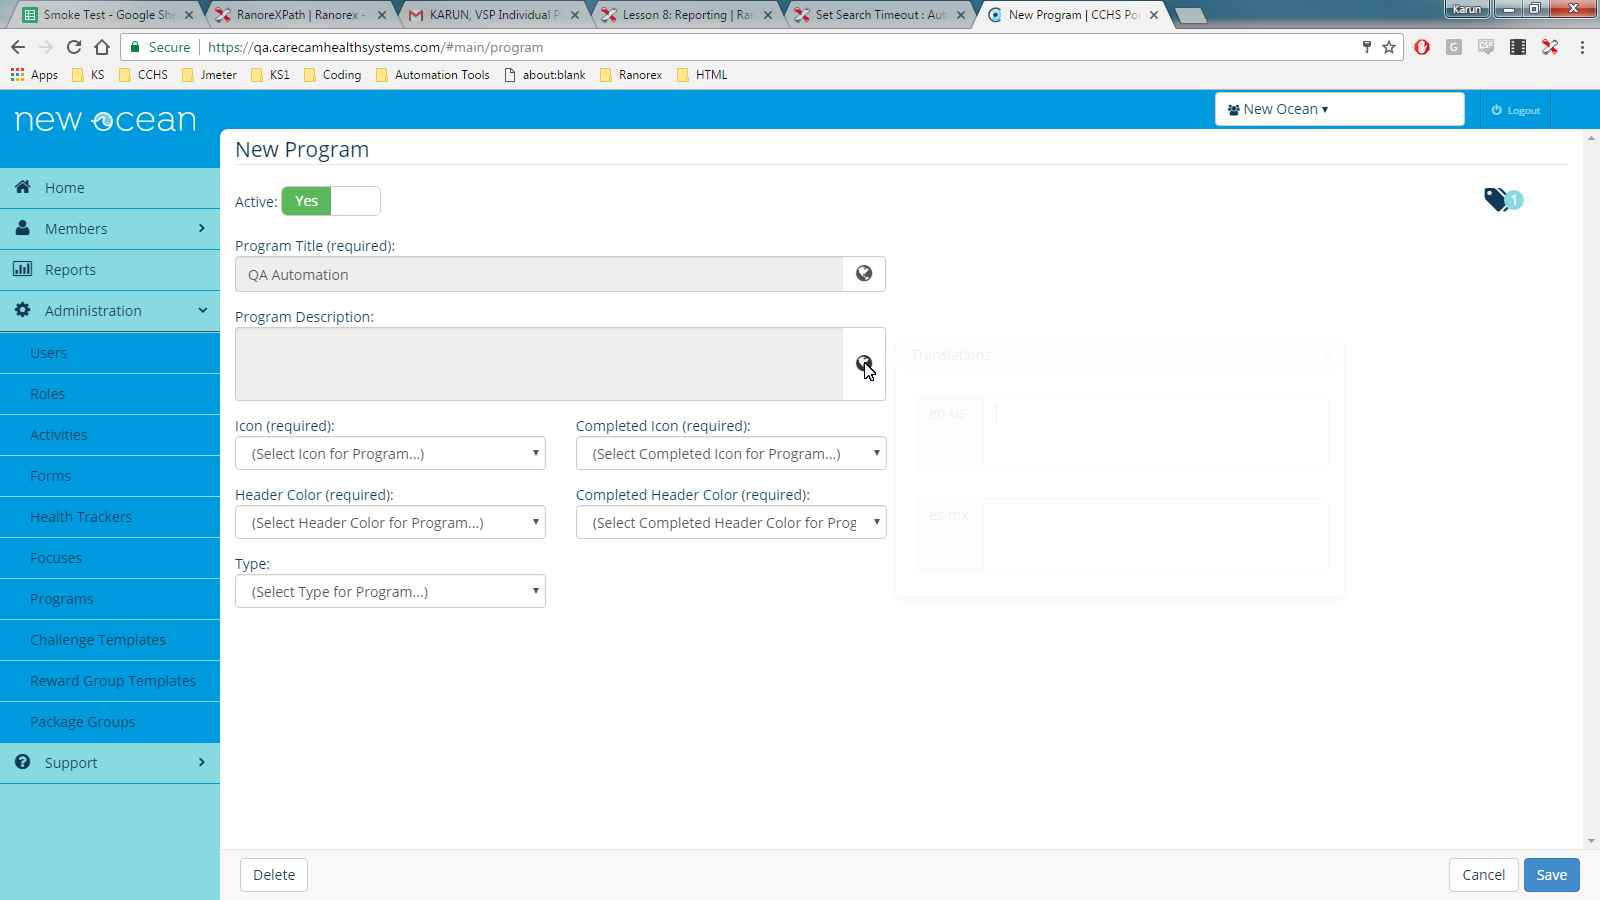 Smoke Test - Google She
RanoreXPath | Ranorex -
KARUN, VSP Individual P
Lesson 8: Reporting | Ra
Set Search Timeout : Aut
New Program | CCHS Po
Karun
Secure
https://qa.carecamhealthsystems.com/#main/program
Apps
KS
CCHS
Jmeter
KS1
Coding
Automation Tools
about:blank
Ranorex
HTML
new ocean
New Ocean
Logout
Home
Members
Reports
Administration
Users
Roles
Activities
Forms
Health Trackers
Focuses
Programs
Challenge Templates
Reward Group Templates
Package Groups
Support
New Program
Active: Yes
1
Program Title (required):
QA Automation
Program Description:
Translations
en-us
es-mx
Icon (required):
(Select Icon for Program...)
Completed Icon (required):
(Select Completed Icon for Program...)
Header Color (required):
(Select Header Color for Program...)
Completed Header Color (required):
(Select Completed Header Color for Prog
Type:
(Select Type for Program...)
Delete
Cancel
Save